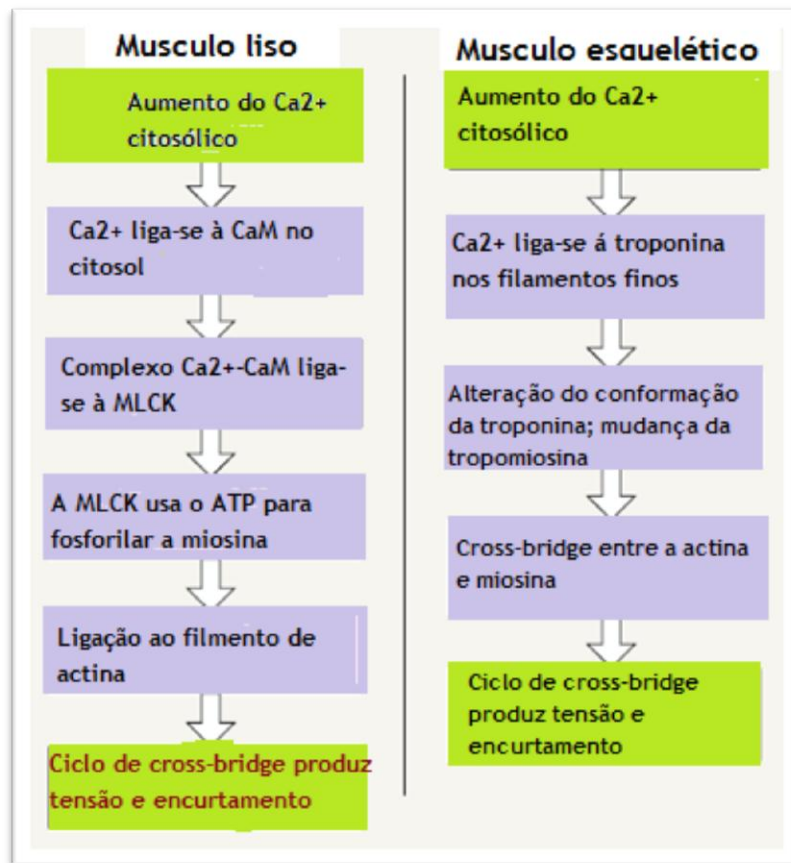 Musculo liso
Aumento do Ca2+
citosólico
Ca2+ liga-se à CaM no
citosol
Complexo Ca2+-CaM liga-
se à MLCK
A MLCK usa o ATP para
fosforilar a miosina
Ligação ao filmento de
actina
Ciclo de cross-bridge produz
tensão e encurtamento
Musculo esquelético
Aumento do Ca2+
citosólico
Ca2+ liga-se á troponina
nos filamentos finos
Alteração do conformação
da troponina; mudança da
tropomiosina
Cross-bridge entre a actina
e miosina
Ciclo de cross-bridge
produz tensão e
encurtamento